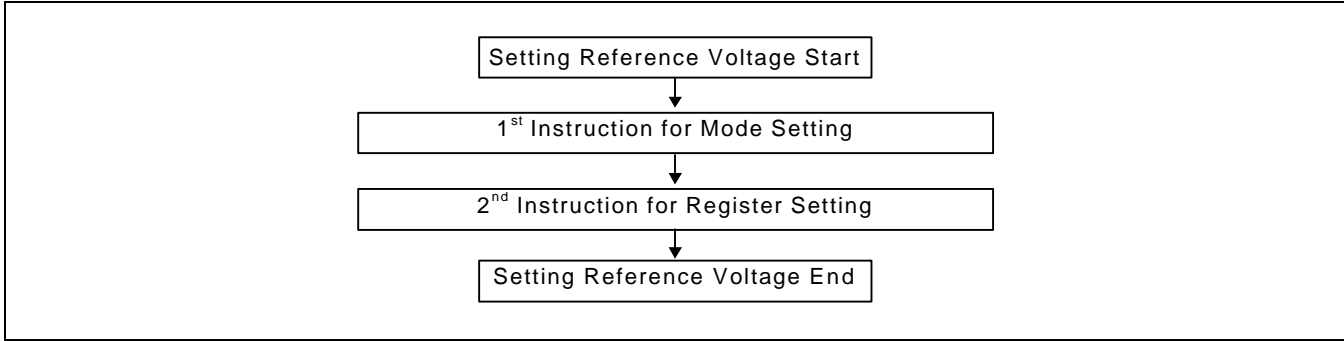 Setting Reference Voltage Start
1st Instruction for Mode Setting
2nd Instruction for Register Setting
Setting Reference Voltage End